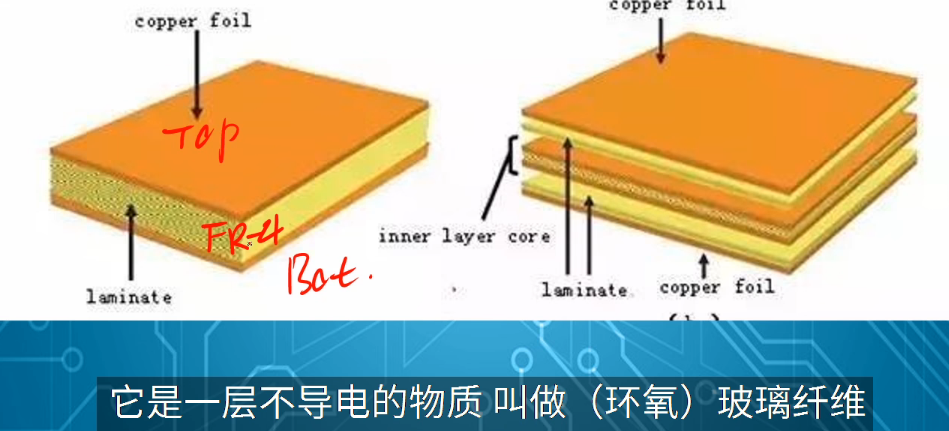 copper foil
copper foil
Top
FR-4
Bot.
inner layer core
laminate
laminate
copper foil
它是一层不导电的物质 叫做（环氧）玻璃纤维